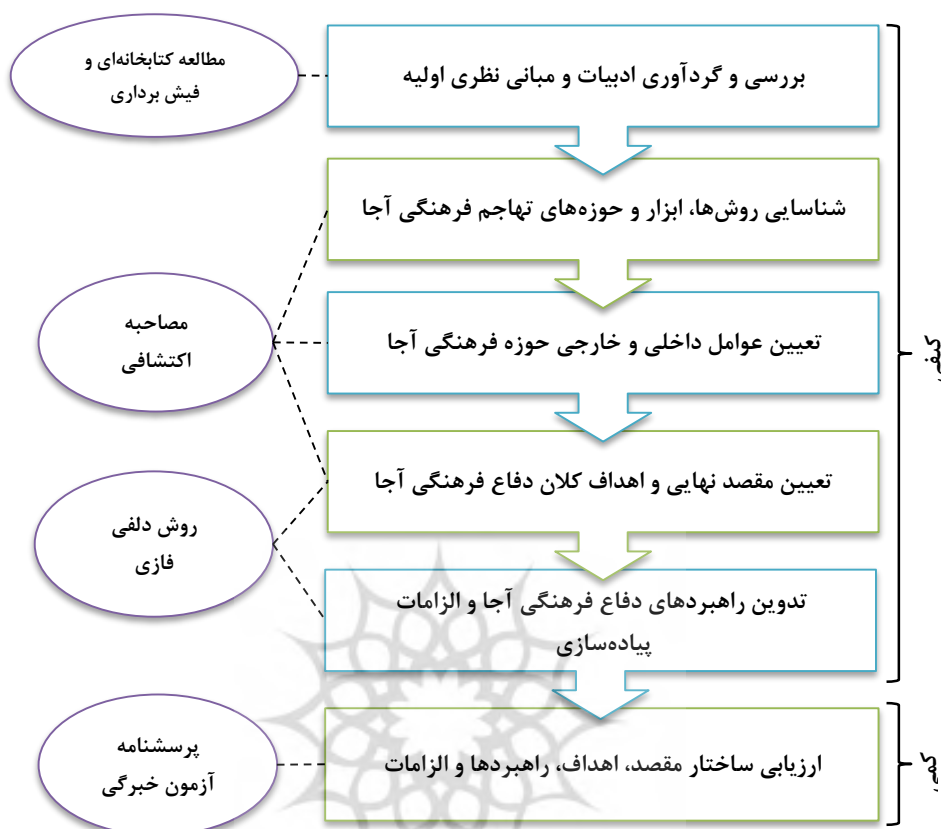 بررسی و گردآوری ادبیات و مبانی نظری اولیه
مطالعه کتابخانه‌ای و
فیش برداری
شناسایی روش‌ها، ابزار و حوزه‌های تهاجم فرهنگی آجا
تعیین عوامل داخلی و خارجی حوزه فرهنگی آجا
مصاحبه
اکتشافی
تعیین مقصد نهایی و اهداف کلان دفاع فرهنگی آجا
روش دلفی
فازی
تدوین راهبردهای دفاع فرهنگی آجا و الزامات
پیاده‌سازی
کیفی
ارزیابی ساختار مقصد، اهداف، راهبردها و الزامات
پرسشنامه
آزمون خبرگی
کمی